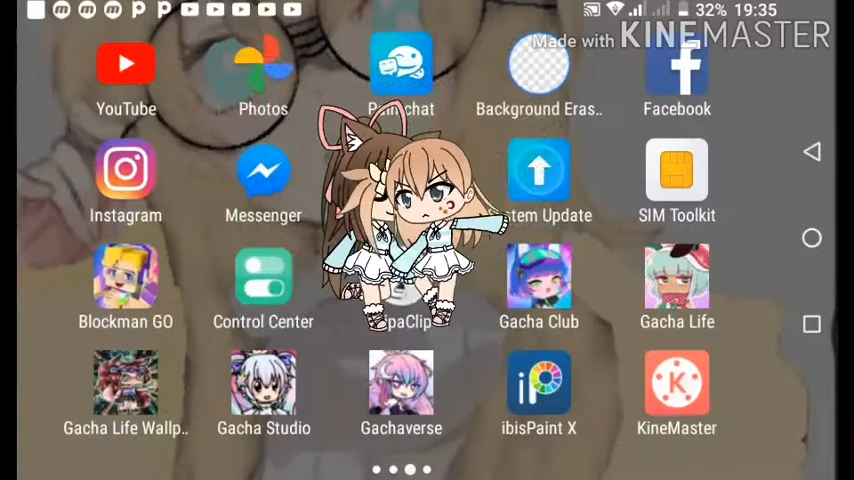 32% 19:35
Made with KINEMASTER
YouTube
Photos
Background Eras..
Facebook
Instagram
Messenger
SIM Toolkit
Blockman GO
Control Center
Gacha Club
Gacha Life
Gacha Life Wallp..
Gacha Studio
Gachaverse
ibisPaint X
KineMaster